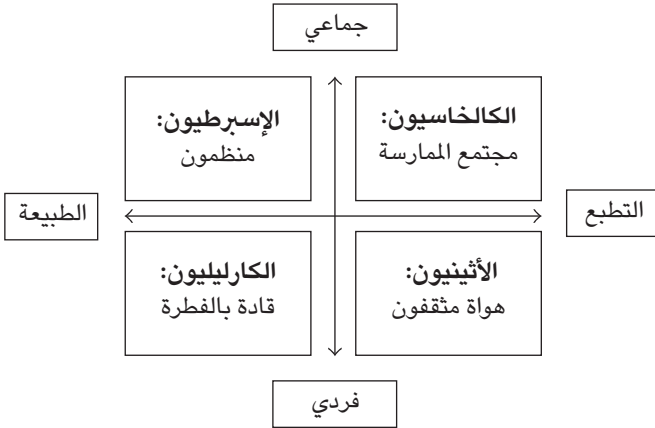 جماعي
الكالخاسيون:
مجتمع الممارسة
الإسبرطيون:
منظمون
التطبع
الطبيعة
الأثينيون:
هواة مثقفون
الكارليليون:
قادة بالفطرة
فردي